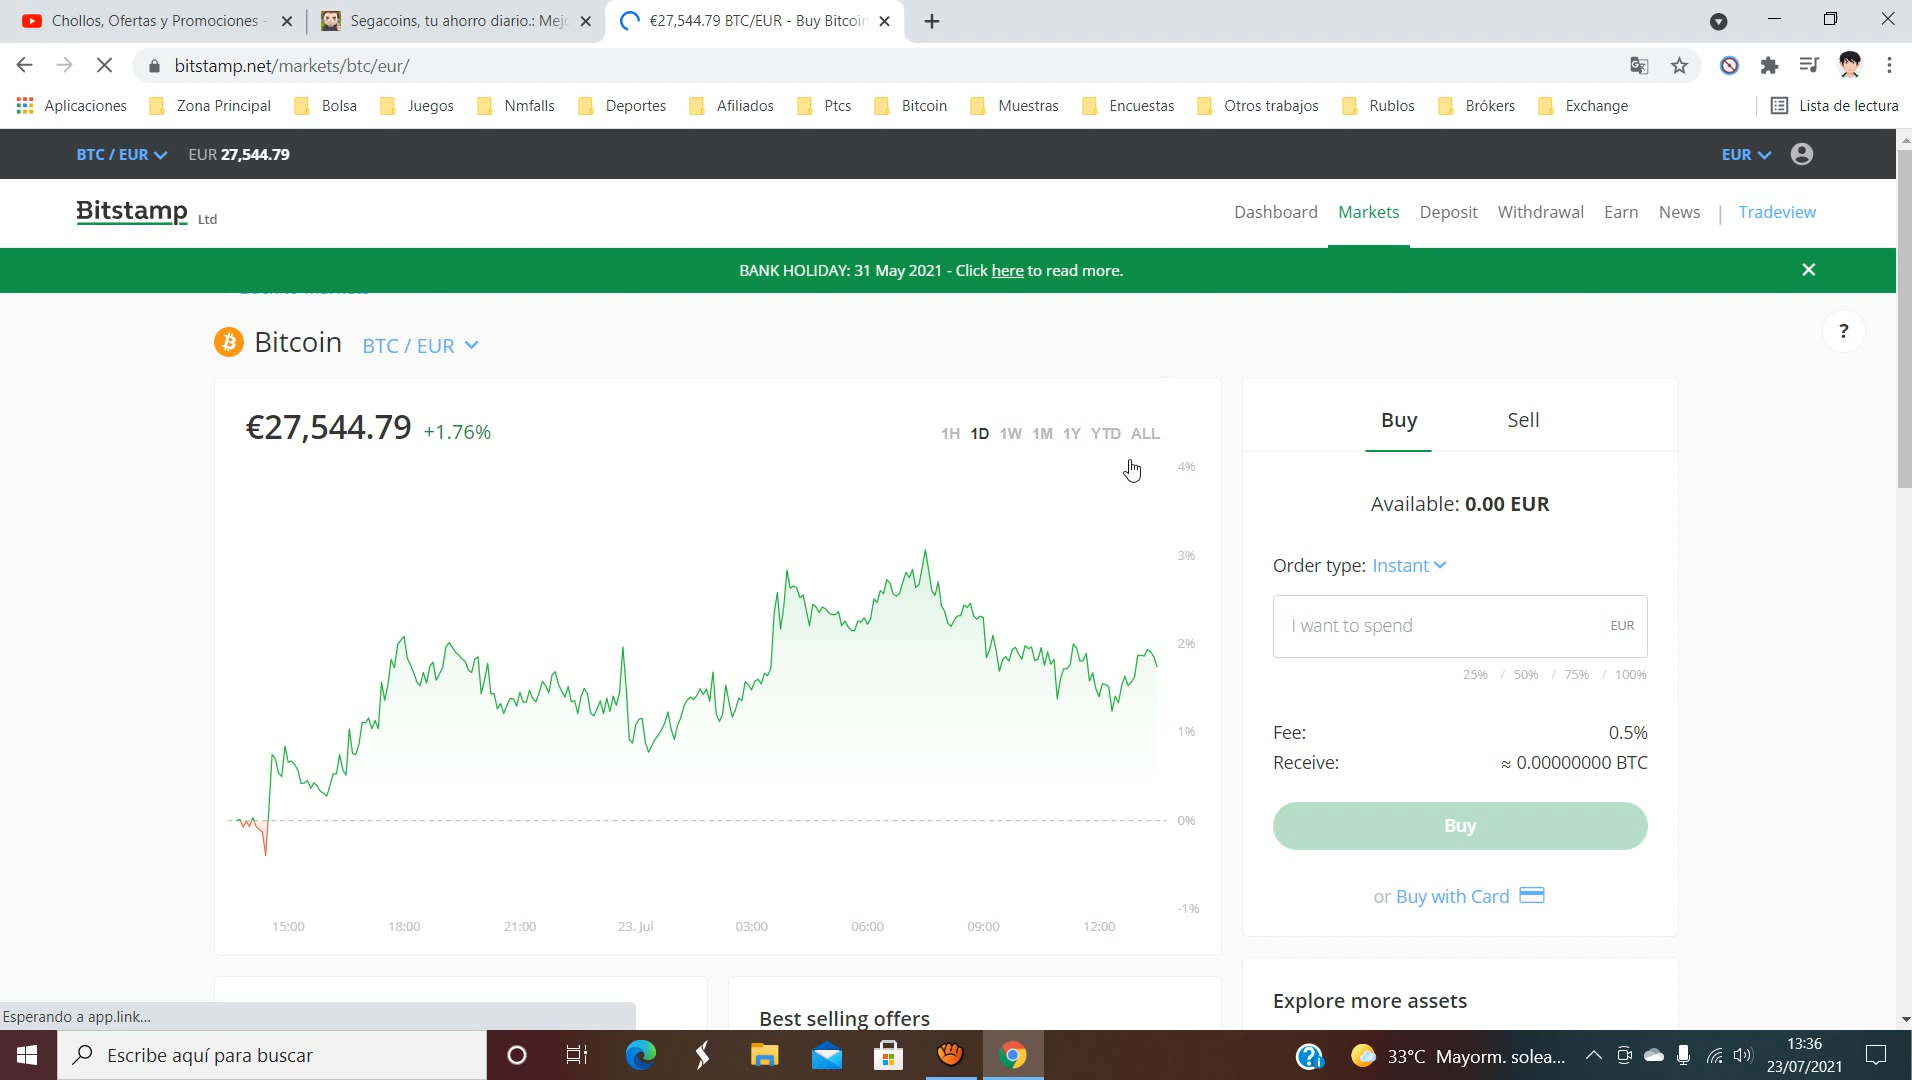 Chollos, Ofertas y Promociones -
Segacoins, tu ahorro diario.: Mejo
€27,544.79 BTC/EUR - Buy Bitcoin
bitstamp.net/markets/btc/eur/
Aplicaciones
Zona Principal
Bolsa
Juegos
Nmfalls
Deportes
Afiliados
Ptcs
Bitcoin
Muestras
Encuestas
Otros trabajos
Rublos
Brókers
Exchange
Lista de lectura
BTC / EUR
EUR 27,544.79
EUR
Bitstamp Ltd
Dashboard
Markets
Deposit
Withdrawal
Earn
News
Tradeview
BANK HOLIDAY: 31 May 2021 - Click here to read more.
Bitcoin BTC / EUR
?
€27,544.79 +1.76%
1H 1D 1W 1M 1Y YTD ALL
4%
3%
2%
1%
0%
-1%
15:00 18:00 21:00 23. Jul 03:00 06:00 09:00 12:00
Buy
Sell
Available: 0.00 EUR
Order type: Instant
I want to spend EUR
25% / 50% / 75% / 100%
Fee: 0.5%
Receive: ≈ 0.00000000 BTC
Buy
or Buy with Card
Best selling offers
Explore more assets
Esperando a app.link...
Escribe aquí para buscar
33°C Mayorm. solea...
13:36
23/07/2021